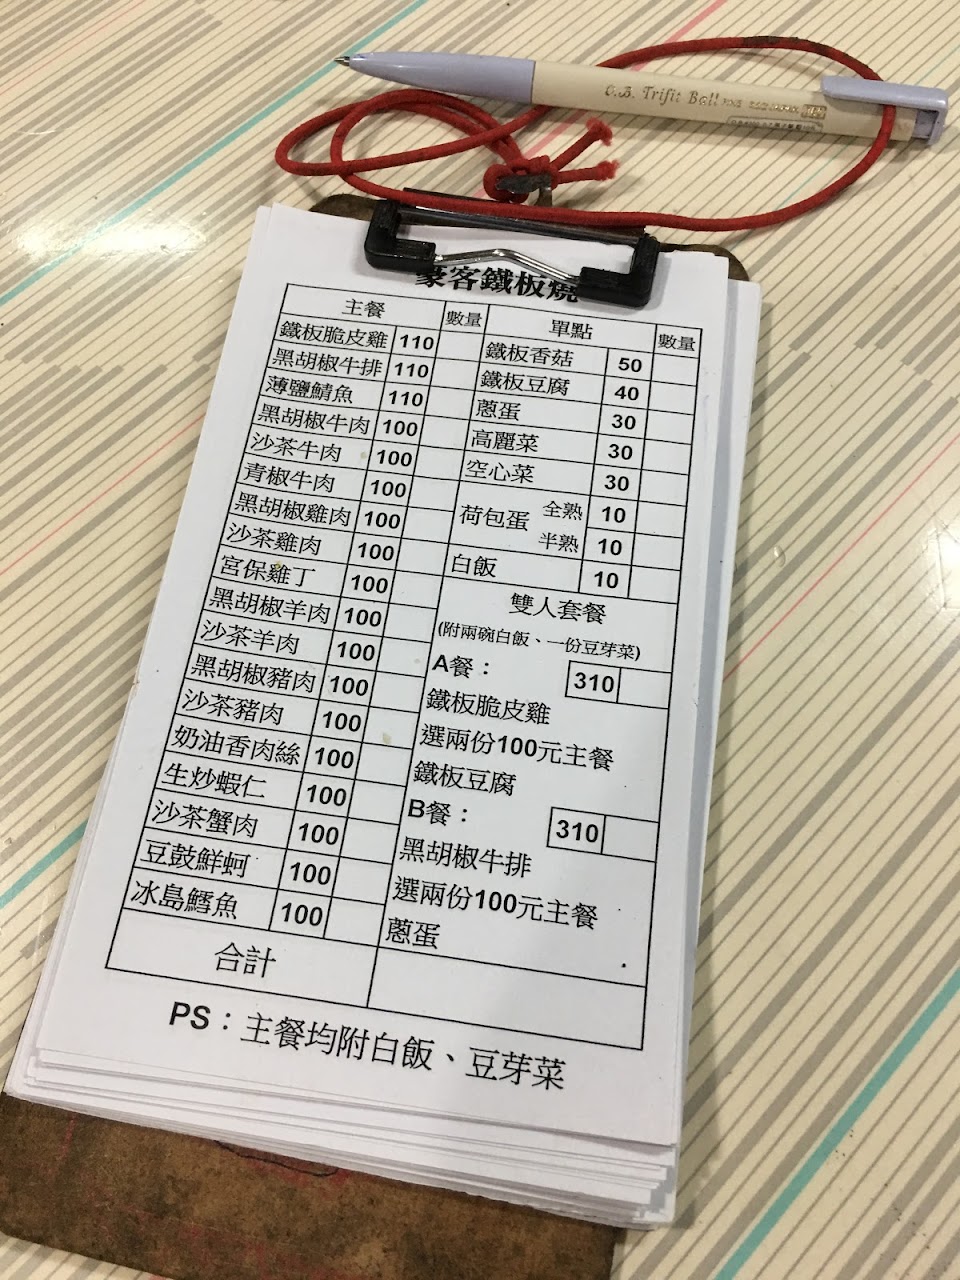 O.B. Trifit Ball
豪客鐵板燒
主餐 數量
鐵板脆皮雞 110
黑胡椒牛排 110
薄鹽鯖魚 110
黑胡椒牛肉 100
沙茶牛肉 100
青椒牛肉 100
黑胡椒雞肉 100
沙茶雞肉 100
宮保雞丁 100
黑胡椒羊肉 100
沙茶羊肉 100
黑胡椒豬肉 100
沙茶豬肉 100
奶油香肉絲 100
生炒蝦仁 100
沙茶蟹肉 100
豆鼓鮮蚵 100
冰島鱈魚 100
單點 數量
鐵板香菇 50
鐵板豆腐 40
蔥蛋 30
高麗菜 30
空心菜 30
荷包蛋 全熟 10
半熟 10
白飯 10
雙人套餐
(附兩碗白飯、一份豆芽菜)
A餐： 310
鐵板脆皮雞
選兩份100元主餐
鐵板豆腐
B餐： 310
黑胡椒牛排
選兩份100元主餐
蔥蛋
合計
PS：主餐均附白飯、豆芽菜